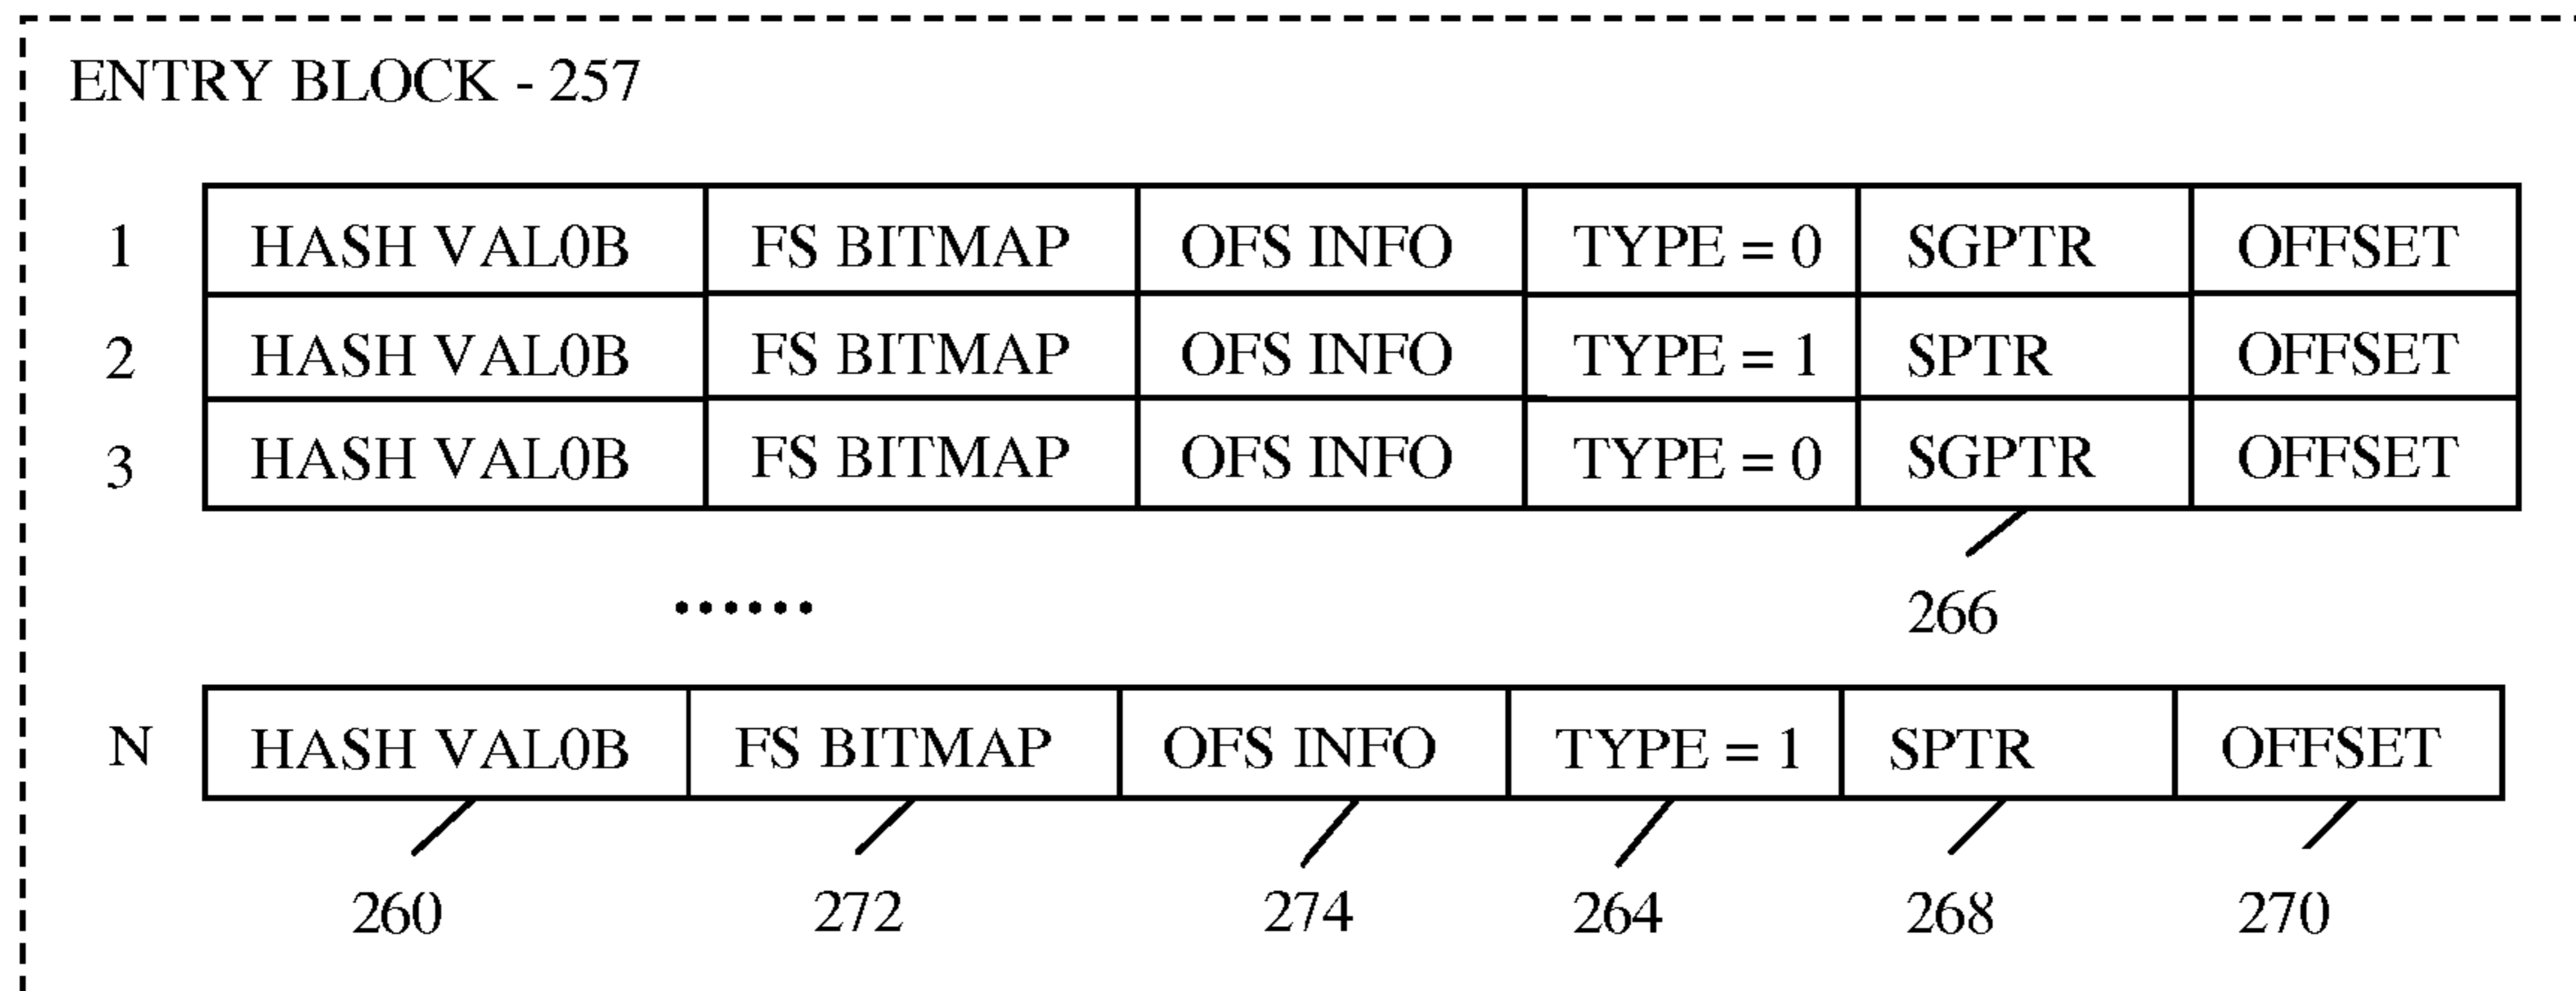 ENTRY BLOCK - 257
1 HASH VAL0B FS BITMAP OFS INFO TYPE = 0 SGPTR OFFSET
2 HASH VAL0B FS BITMAP OFS INFO TYPE = 1 SPTR OFFSET
3 HASH VAL0B FS BITMAP OFS INFO TYPE = 0 SGPTR OFFSET
266
......
N HASH VAL0B FS BITMAP OFS INFO TYPE = 1 SPTR OFFSET
260 272 274 264 268 270